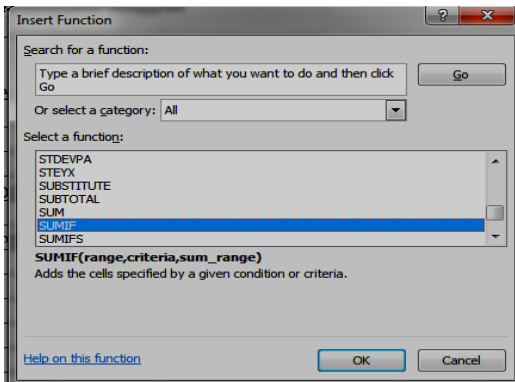 Insert Function
Search for a function:
Type a brief description of what you want to do and then click
Go
Go
Or select a category: All
Select a function:
STDEVPA
STEYX
SUBSTITUTE
SUBTOTAL
SUM
SUMIF
SUMIFS
SUMIF(range,criteria,sum_range)
Adds the cells specified by a given condition or criteria.
Help on this function
OK
Cancel